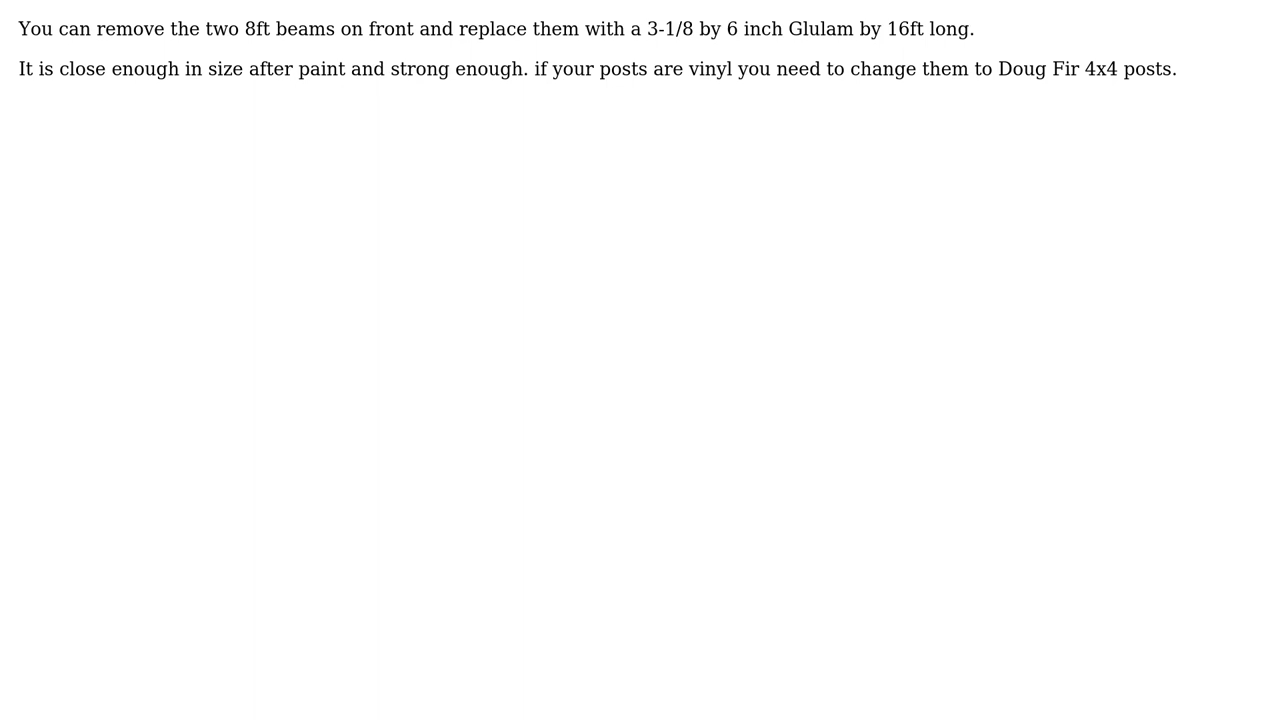 You can remove the two 8ft beams on front and replace them with a 3-1/8 by 6 inch Glulam by 16ft long.
It is close enough in size after paint and strong enough. if your posts are vinyl you need to change them to Doug Fir 4x4 posts.